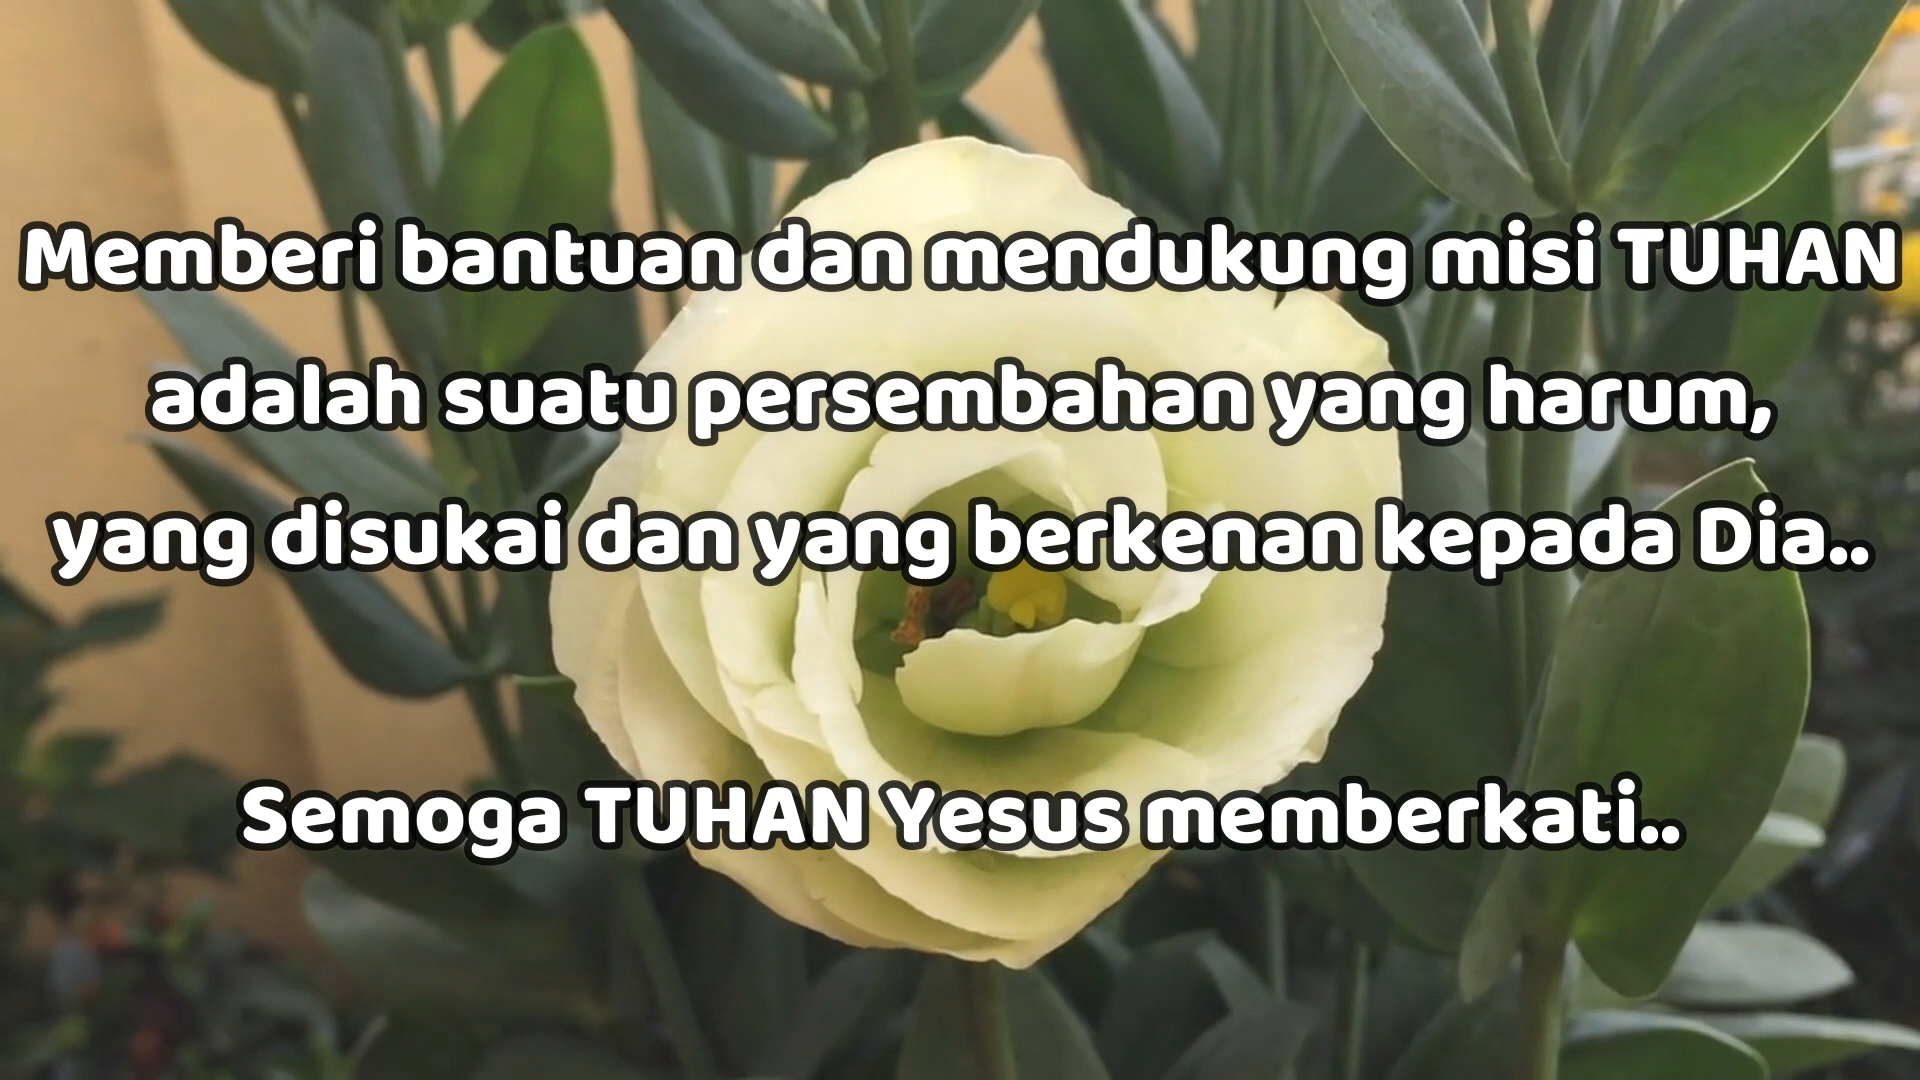 Memberi bantuan dan mendukung misi TUHAN
adalah suatu persembahan yang harum,
yang disukai dan yang berkenan kepada Dia..
Semoga TUHAN Yesus memberkati..